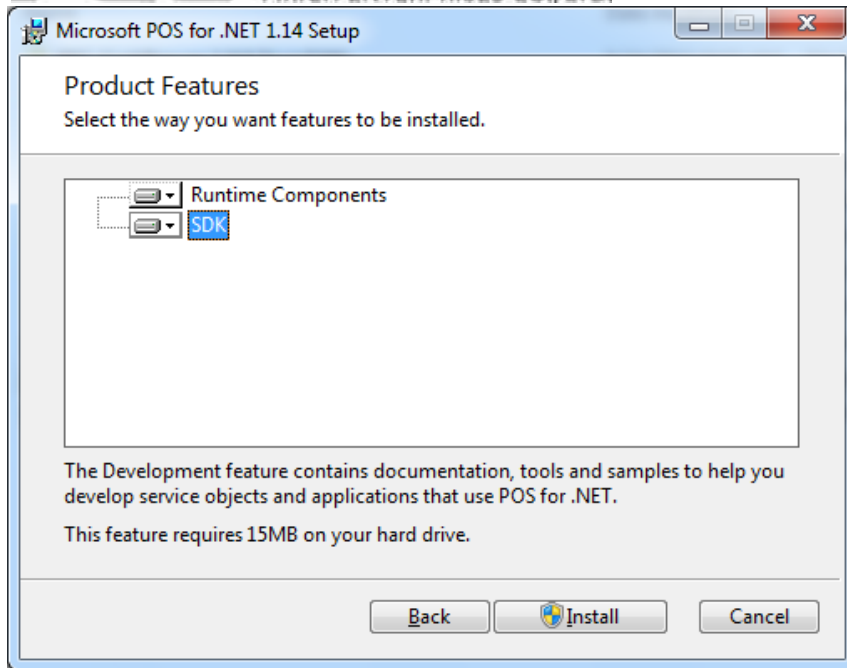 Microsoft POS for .NET 1.14 Setup
Product Features
Select the way you want features to be installed.
Runtime Components
SDK
The Development feature contains documentation, tools and samples to help you
develop service objects and applications that use POS for .NET.
This feature requires 15MB on your hard drive.
Back
Install
Cancel